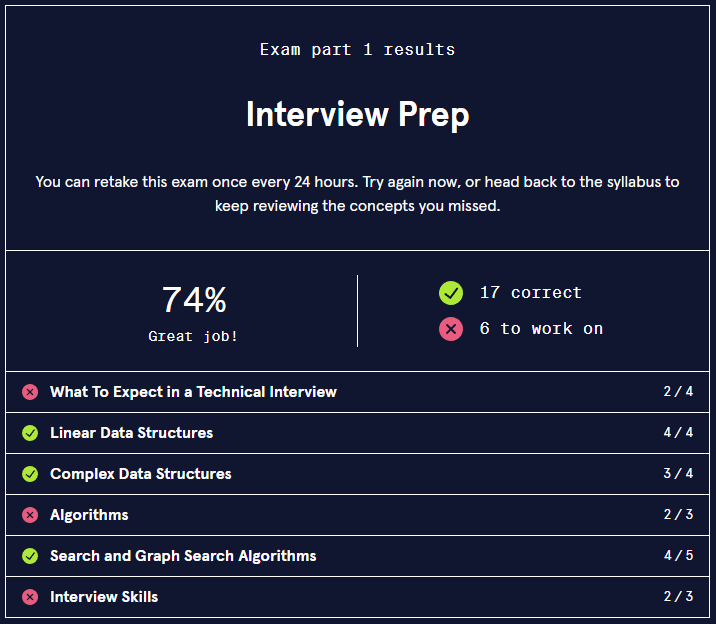 Exam part 1 results
Interview Prep
You can retake this exam once every 24 hours. Try again now, or head back to the syllabus to
keep reviewing the concepts you missed.
74%
Great job!
17 correct
6 to work on
What To Expect in a Technical Interview 2 / 4
Linear Data Structures 4 / 4
Complex Data Structures 3 / 4
Algorithms 2 / 3
Search and Graph Search Algorithms 4 / 5
Interview Skills 2 / 3